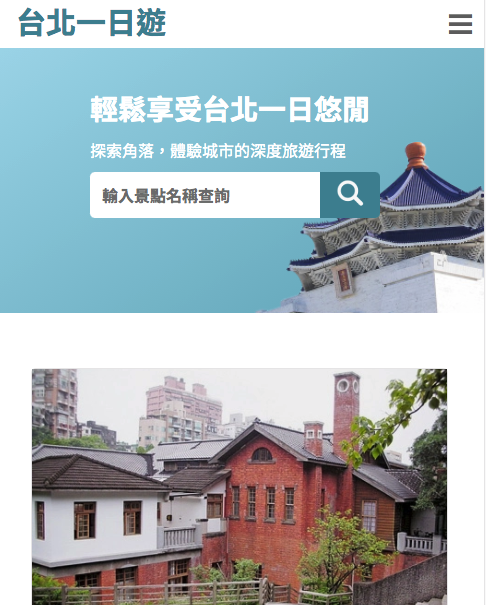 台北一日遊
輕鬆享受台北一日悠閒
探索角落，體驗城市的深度旅遊行程
輸入景點名稱查詢